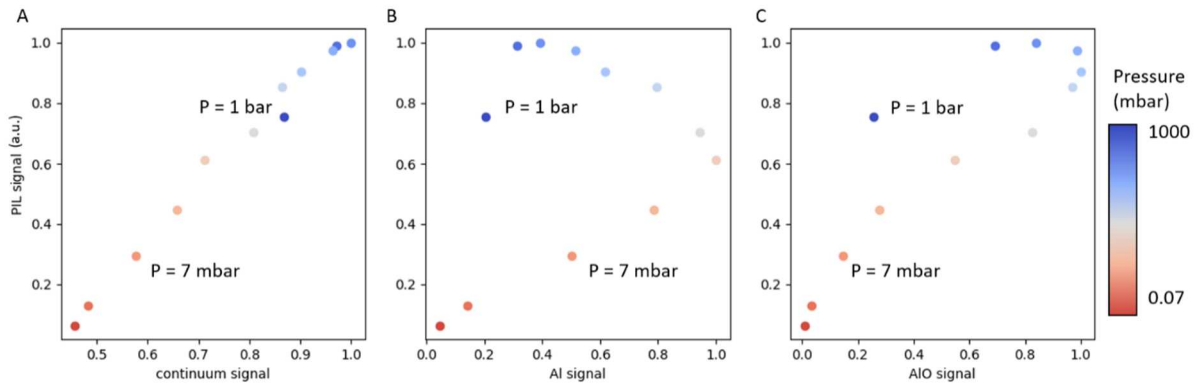 A
B
C
PIL signal (a.u.)
1.0
0.8
0.6
0.4
0.2
P = 1 bar
P = 7 mbar
0.5 0.6 0.7 0.8 0.9 1.0
continuum signal
1.0
0.8
0.6
0.4
0.2
P = 1 bar
P = 7 mbar
0.0 0.2 0.4 0.6 0.8 1.0
Al signal
1.0
0.8
0.6
0.4
0.2
P = 1 bar
P = 7 mbar
0.0 0.2 0.4 0.6 0.8 1.0
AlO signal
Pressure
(mbar)
1000
0.07